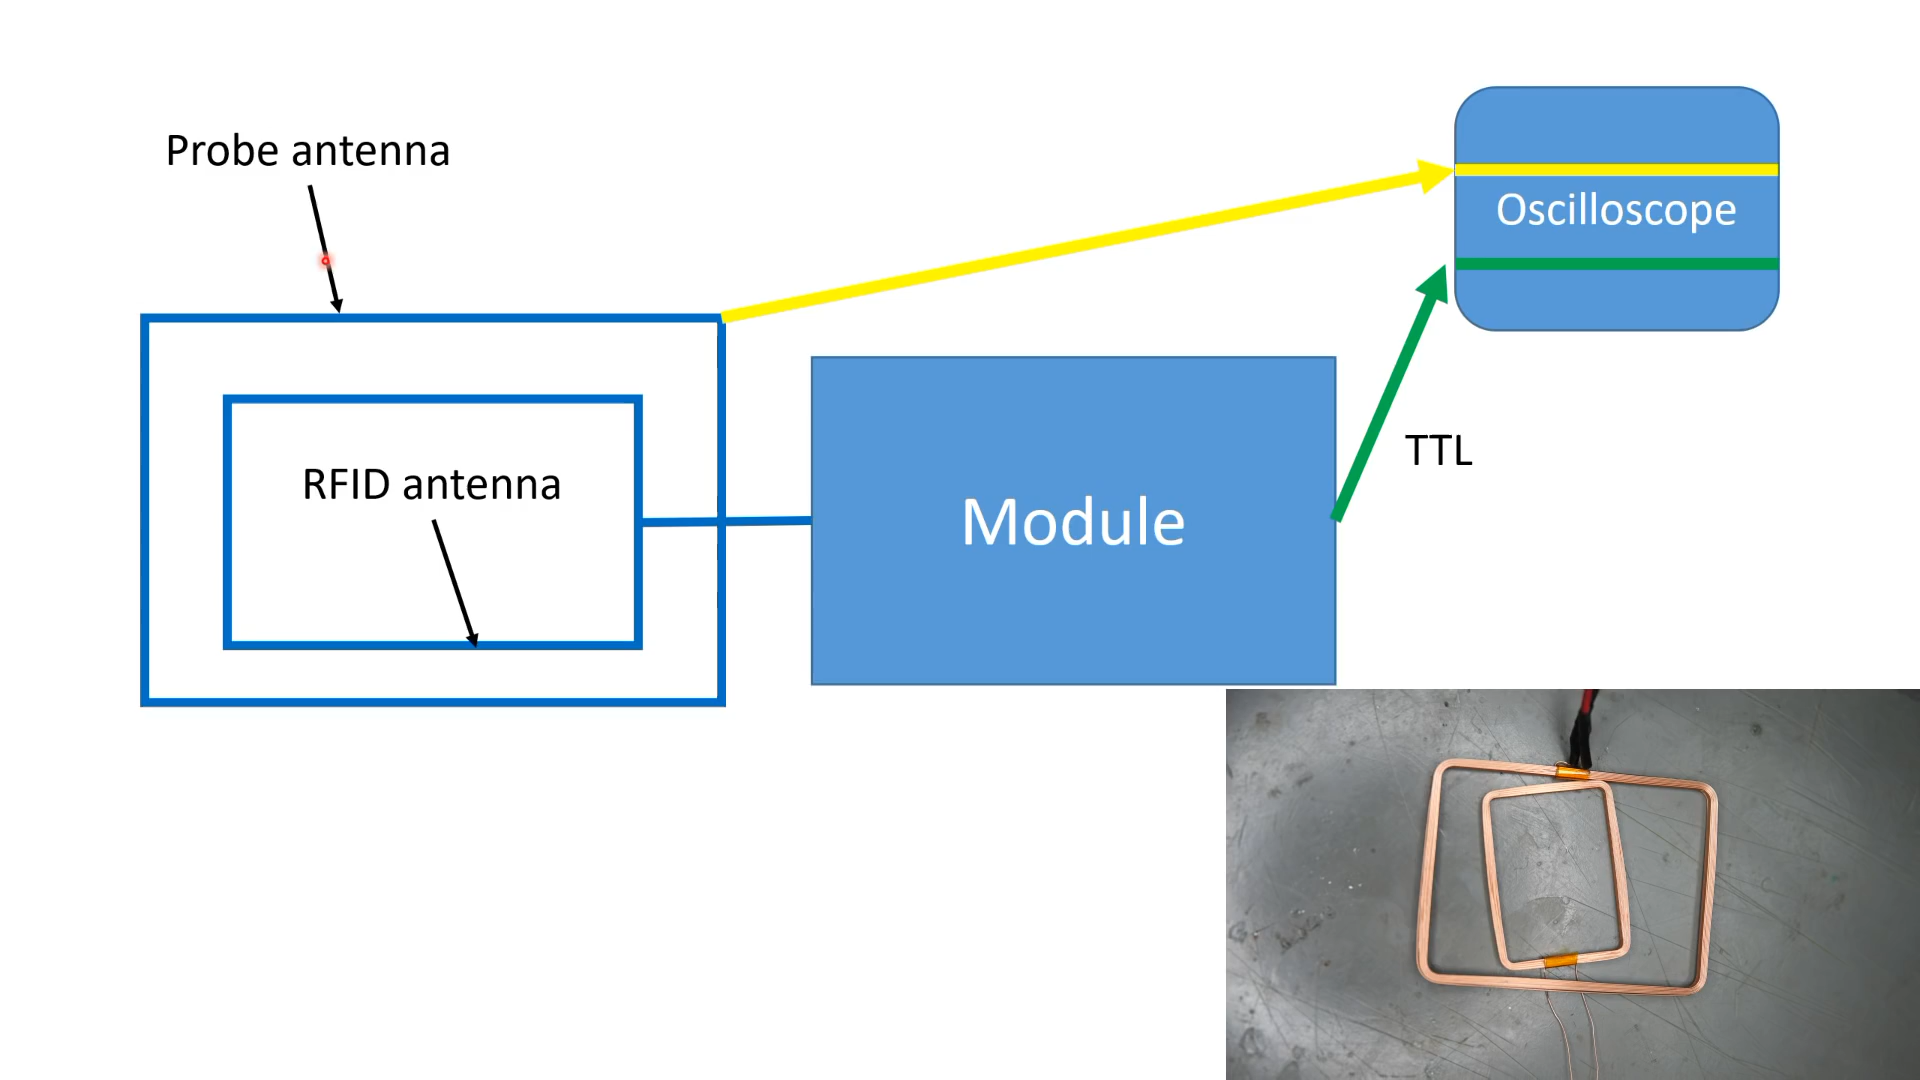 Probe antenna
Oscilloscope
RFID antenna
TTL
Module